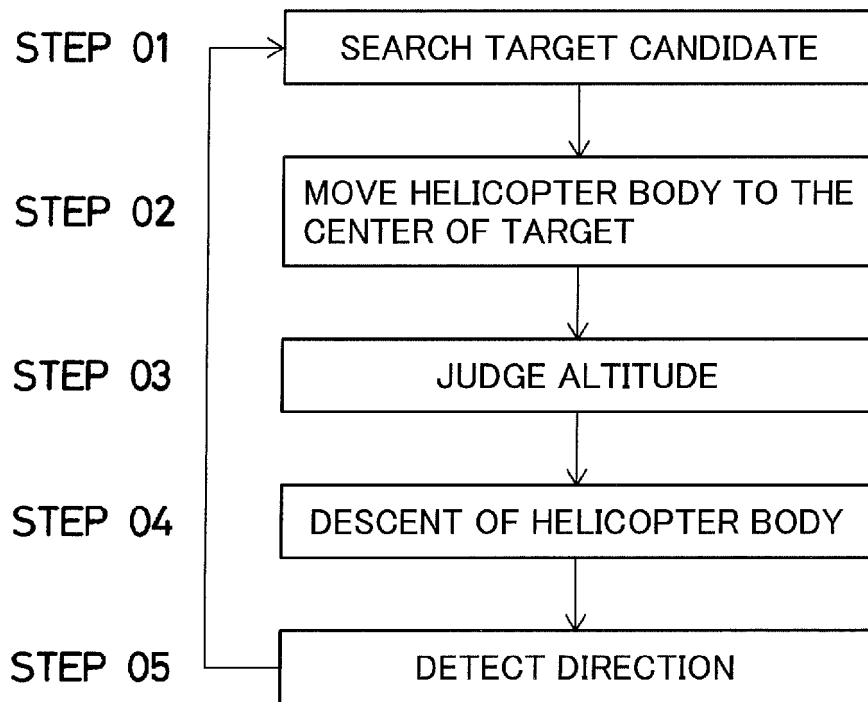 STEP 01
SEARCH TARGET CANDIDATE
STEP 02
MOVE HELICOPTER BODY TO THE
CENTER OF TARGET
STEP 03
JUDGE ALTITUDE
STEP 04
DESCENT OF HELICOPTER BODY
STEP 05
DETECT DIRECTION